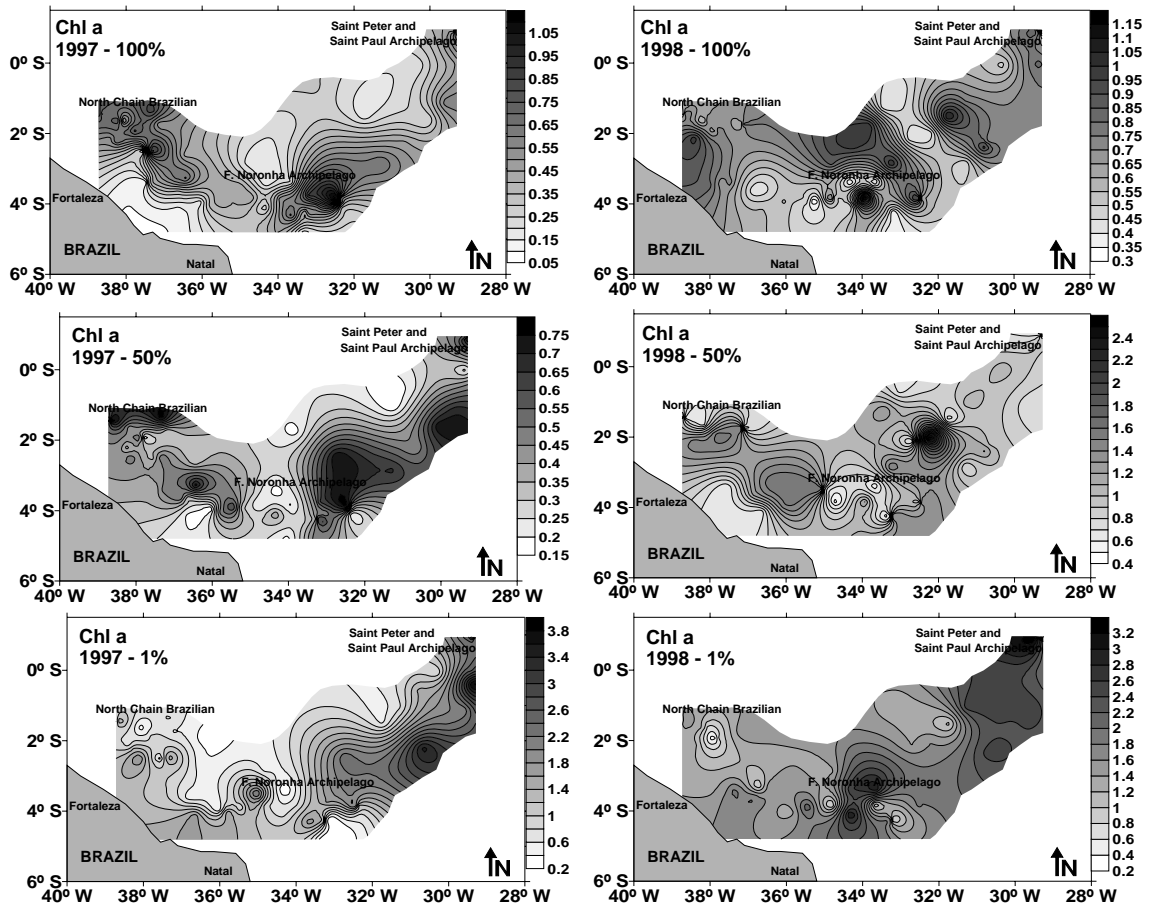 Chl a
1997 - 100%
Saint Peter and
Saint Paul Archipelago
North Chain Brazilian
F. Noronha Archipelago
Fortaleza
BRAZIL
Natal
N
0º S
2º S
4º S
6º S
40º W 38º W 36º W 34º W 32º W 30º W 28º W
1.05
0.95
0.85
0.75
0.65
0.55
0.45
0.35
0.25
0.15
0.05
Chl a
1998 - 100%
Saint Peter and
Saint Paul Archipelago
North Chain Brazilian
F. Noronha Archipelago
Fortaleza
BRAZIL
Natal
N
0º S
2º S
4º S
6º S
40º W 38º W 36º W 34º W 32º W 30º W 28º W
1.15
1.1
1.05
1
0.95
0.9
0.85
0.8
0.75
0.7
0.65
0.6
0.55
0.5
0.45
0.4
0.35
0.3
Chl a
1997 - 50%
Saint Peter and
Saint Paul Archipelago
North Chain Brazilian
F. Noronha Archipelago
Fortaleza
BRAZIL
Natal
N
0º S
2º S
4º S
6º S
40º W 38º W 36º W 34º W 32º W 30º W 28º W
0.75
0.7
0.65
0.6
0.55
0.5
0.45
0.4
0.35
0.3
0.25
0.2
0.15
Chl a
1998 - 50%
Saint Peter and
Saint Paul Archipelago
North Chain Brazilian
F. Noronha Archipelago
Fortaleza
BRAZIL
Natal
N
0º S
2º S
4º S
6º S
40º W 38º W 36º W 34º W 32º W 30º W 28º W
2.4
2.2
2
1.8
1.6
1.4
1.2
1
0.8
0.6
0.4
Chl a
1997 - 1%
Saint Peter and
Saint Paul Archipelago
North Chain Brazilian
F. Noronha Archipelago
Fortaleza
BRAZIL
Natal
N
0º S
2º S
4º S
6º S
40º W 38º W 36º W 34º W 32º W 30º W 28º W
3.8
3.4
3
2.6
2.2
1.8
1.4
1
0.6
0.2
Chl a
1998 - 1%
Saint Peter and
Saint Paul Archipelago
North Chain Brazilian
F. Noronha Archipelago
Fortaleza
BRAZIL
Natal
N
0º S
2º S
4º S
6º S
40º W 38º W 36º W 34º W 32º W 30º W 28º W
3.2
3
2.8
2.6
2.4
2.2
2
1.8
1.6
1.4
1.2
1
0.8
0.6
0.4
0.2